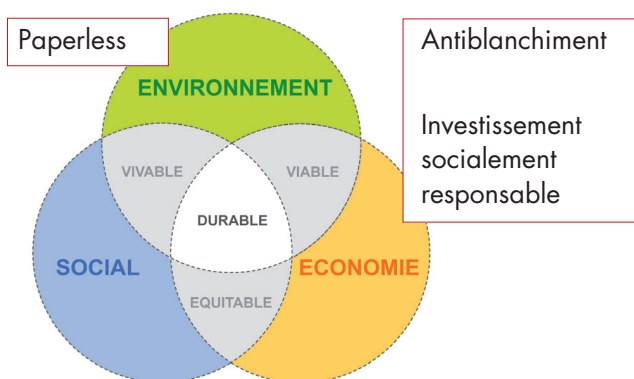 Paperless
Antiblanchiment
Investissement
socialement
responsable
ENVIRONNEMENT
VIVABLE
VIABLE
DURABLE
SOCIAL
ECONOMIE
EQUITABLE